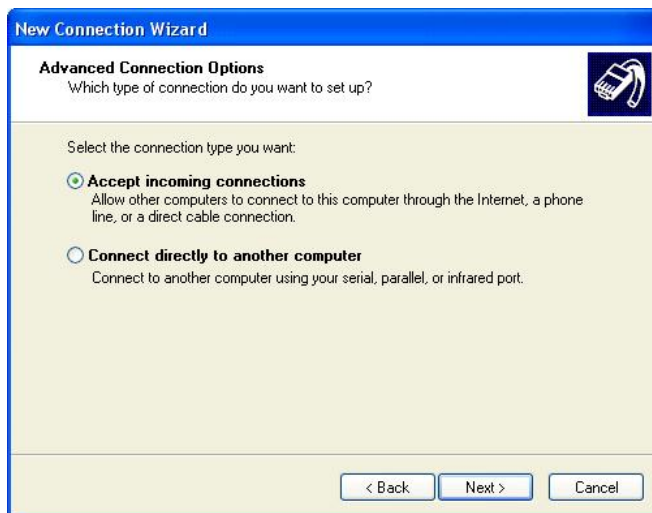 New Connection Wizard
Advanced Connection Options
Which type of connection do you want to set up?
Select the connection type you want:
Accept incoming connections
Allow other computers to connect to this computer through the Internet, a phone
line, or a direct cable connection.
Connect directly to another computer
Connect to another computer using your serial, parallel, or infrared port.
< Back Next > Cancel